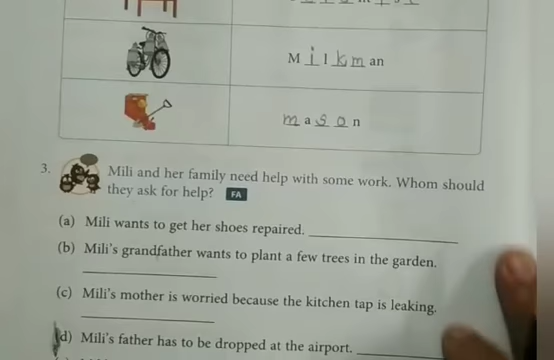 M i l k m an
m a s o n
3. Mili and her family need help with some work. Whom should
they ask for help? FA
(a) Mili wants to get her shoes repaired.
(b) Mili's grandfather wants to plant a few trees in the garden.
(c) Mili's mother is worried because the kitchen tap is leaking.
(d) Mili's father has to be dropped at the airport.